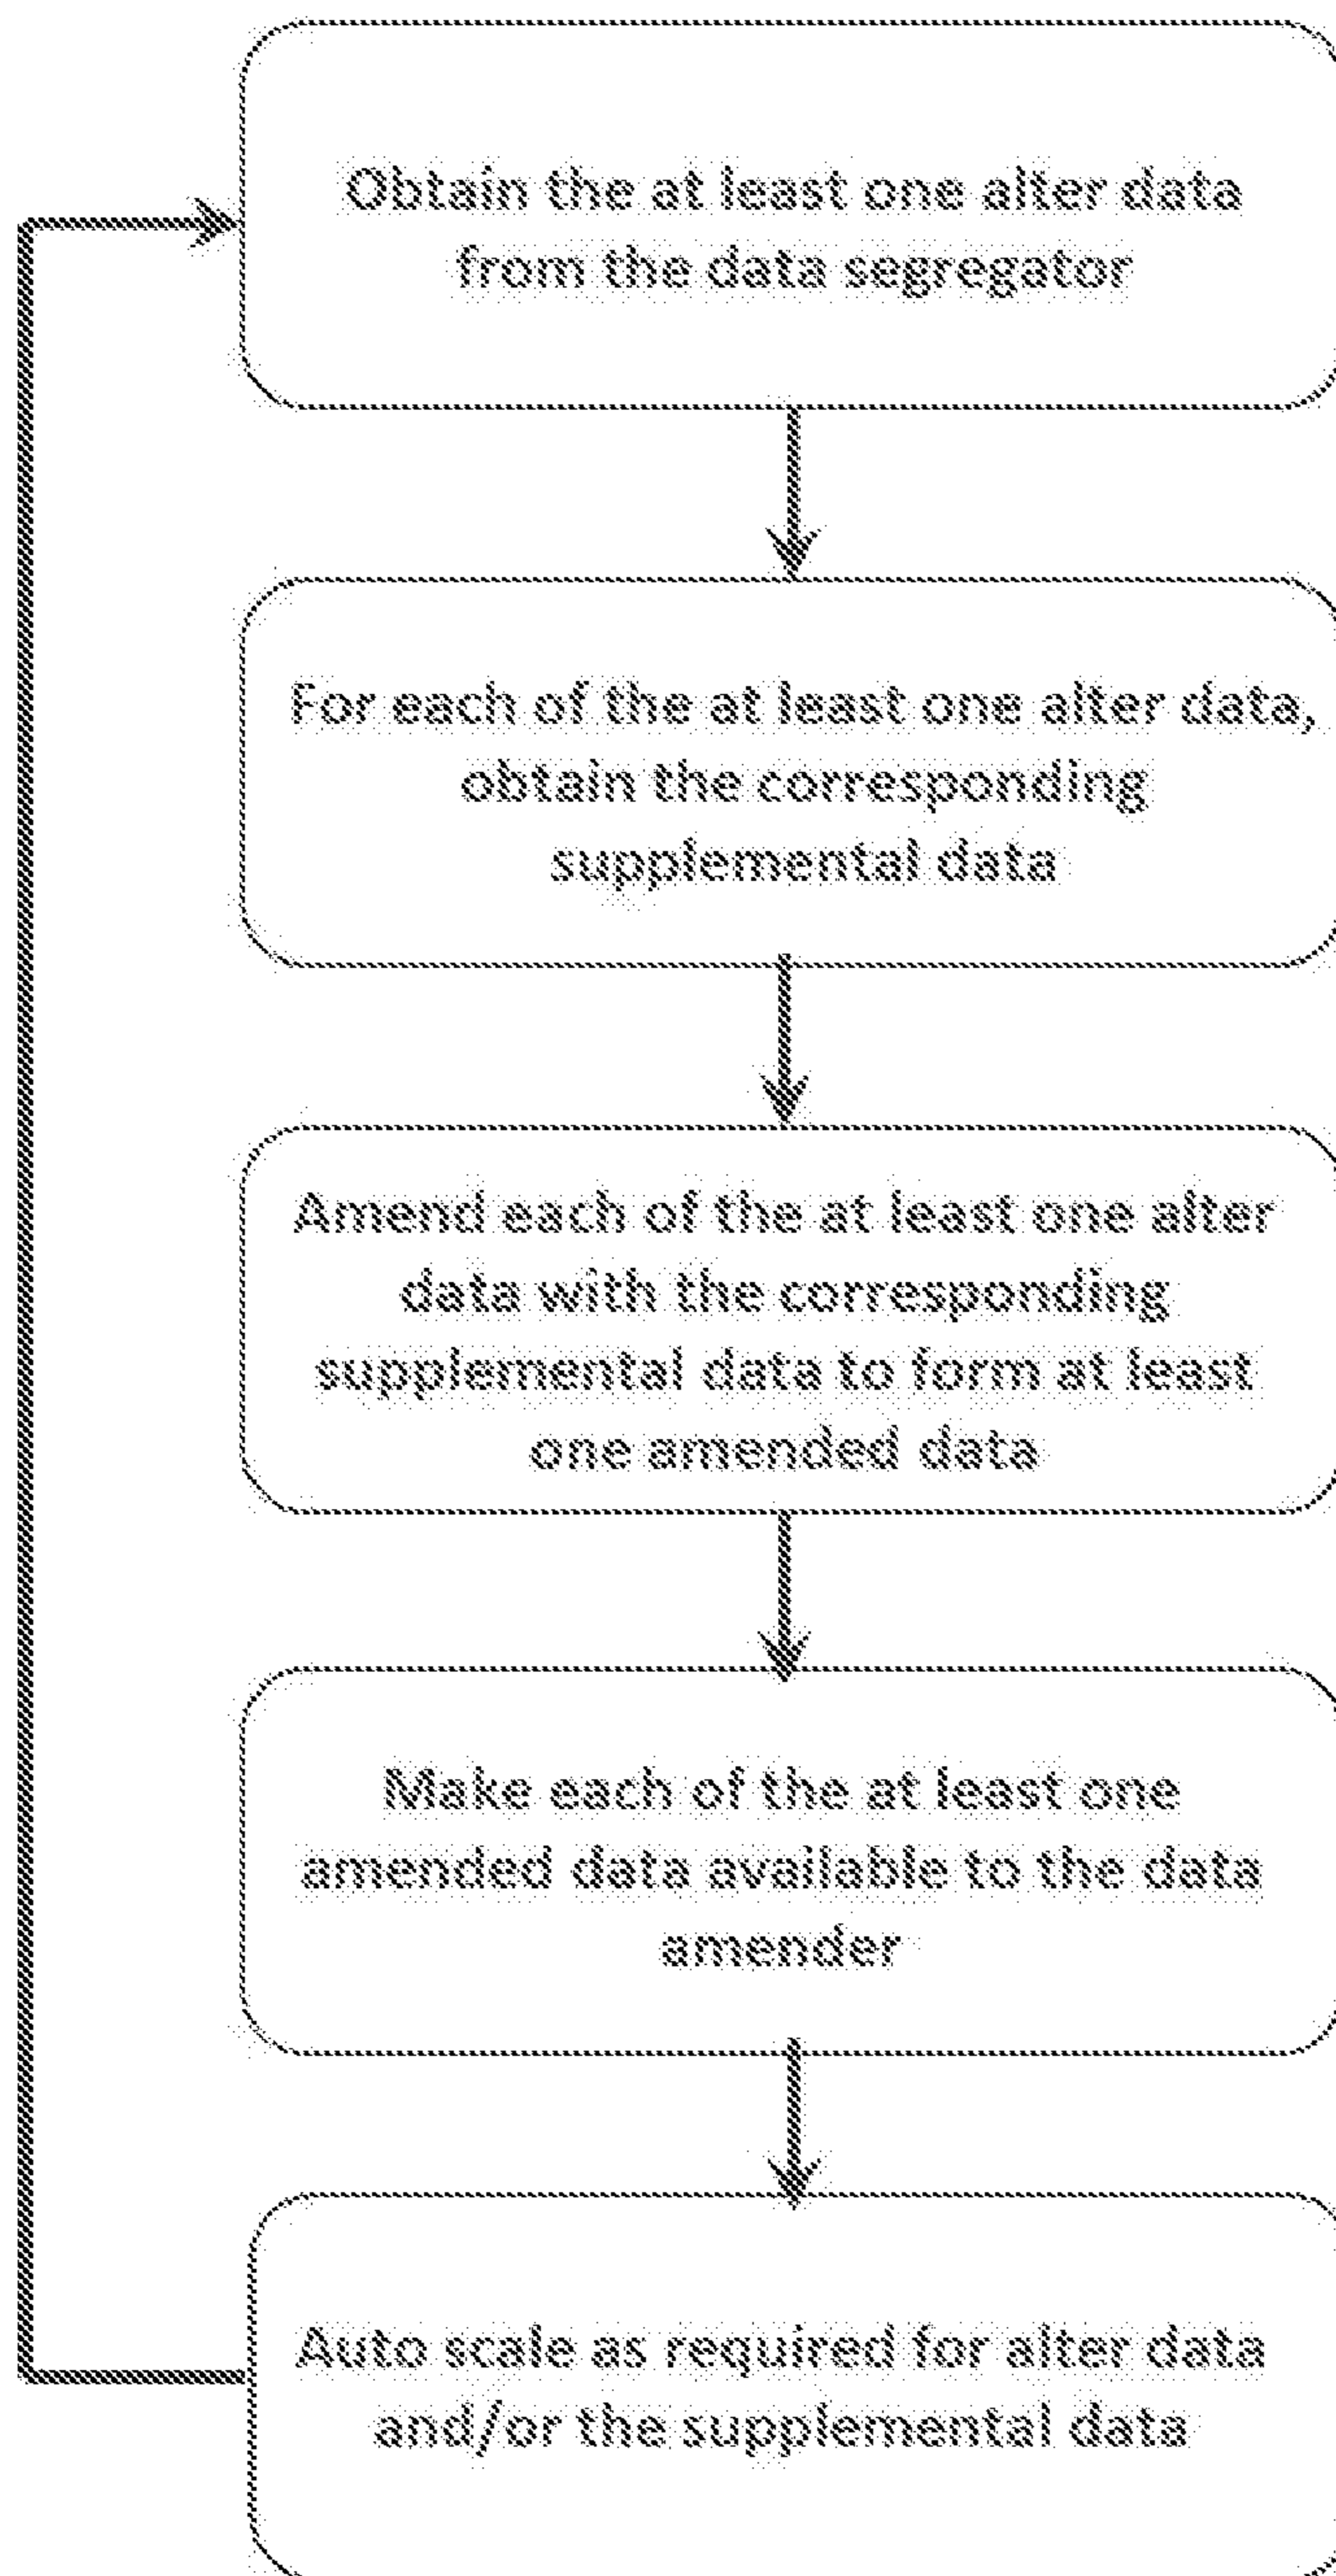 Obtain the at least one alter data
from the data segregator
For each of the at least one alter data,
obtain the corresponding
supplemental data
Amend each of the at least one alter
data with the corresponding
supplemental data to form at least
one amended data
Make each of the at least one
amended data available to the data
amender
Auto scale as required for alter data
and/or the supplemental data